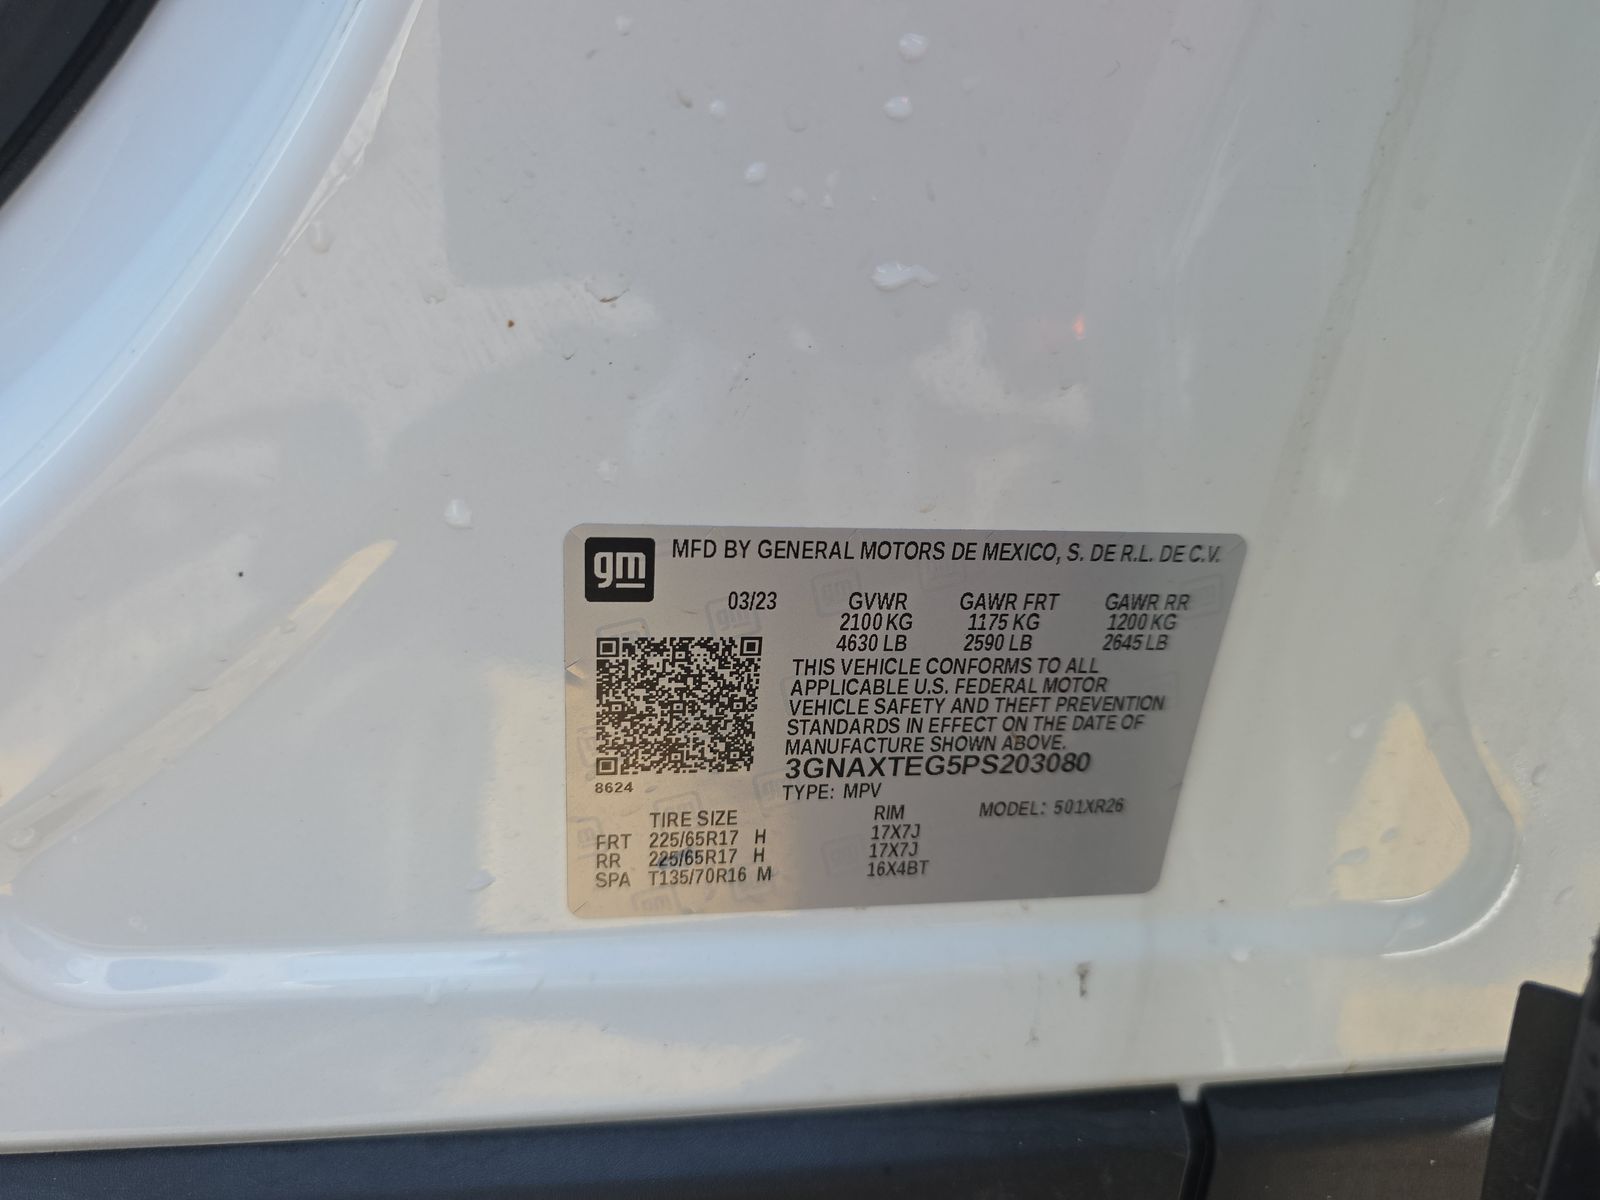 gm
MFD BY GENERAL MOTORS DE MEXICO, S. DE R.L. DE C.V.
03/23 GVWR GAWR FRT GAWR RR
2100 KG 1175 KG 1200 KG
4630 LB 2590 LB 2645 LB
THIS VEHICLE CONFORMS TO ALL
APPLICABLE U.S. FEDERAL MOTOR
VEHICLE SAFETY AND THEFT PREVENTION
STANDARDS IN EFFECT ON THE DATE OF
MANUFACTURE SHOWN ABOVE.
3GNAXTEG5PS203080
8624
TYPE: MPV
TIRE SIZE RIM MODEL: 501XR26
FRT 225/65R17 H 17X7J
RR 225/65R17 H 17X7J
SPA T135/70R16 M 16X4BT